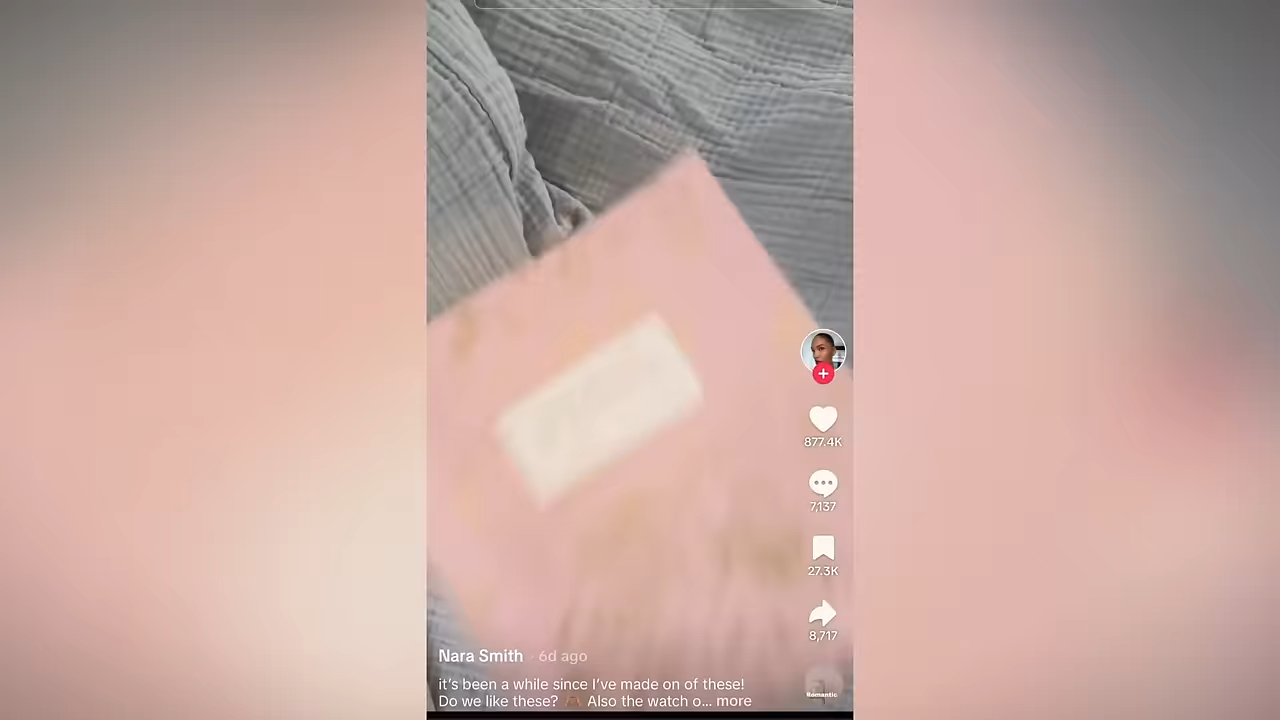 877.4K
7,137
27.3K
8,717
Nara Smith · 6d ago
it's been a while since I've made on of these!
Do we like these? 🙈 Also the watch o... more
Romantic